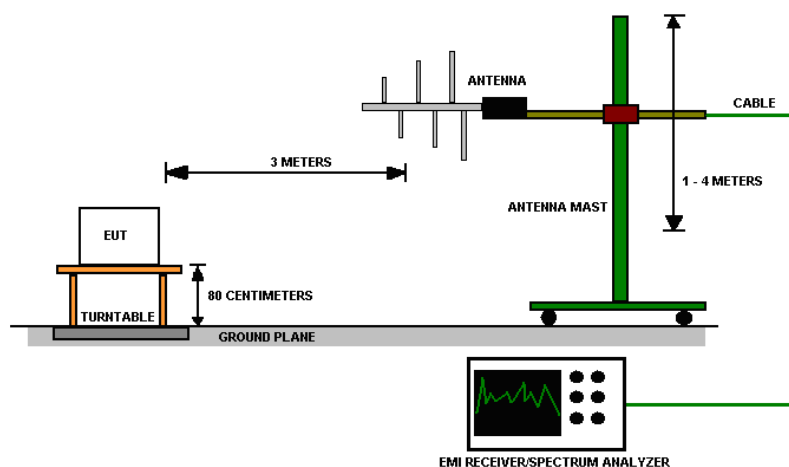 ANTENNA
CABLE
3 METERS
1 - 4 METERS
ANTENNA MAST
EUT
80 CENTIMETERS
TURNTABLE
GROUND PLANE
EMI RECEIVER/SPECTRUM ANALYZER